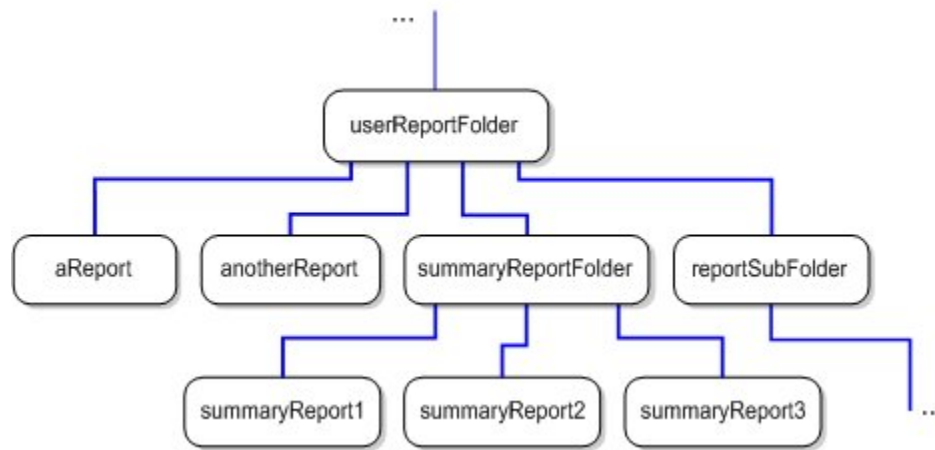 ...
userReportFolder
aReport
anotherReport
summaryReportFolder
reportSubFolder
summaryReport1
summaryReport2
summaryReport3
...